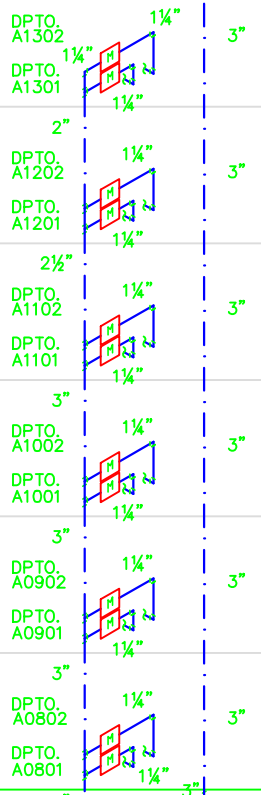 DPTO. 1¼"
A1302 3"
1¼" M
DPTO. M
A1301 1¼"
2"
DPTO. 1¼"
A1202 3"
M
DPTO. M
A1201
1¼"
2½"
DPTO. 1¼"
A1102 3"
M
DPTO. M
A1101
1¼"
3"
DPTO. 1¼"
A1002 3"
M
DPTO. M
A1001
1¼"
3"
DPTO. 1¼"
A0902 3"
M
DPTO. M
A0901
1¼"
3"
DPTO. 1¼"
A0802 3"
M
DPTO. M
A0801 1¼"
3"